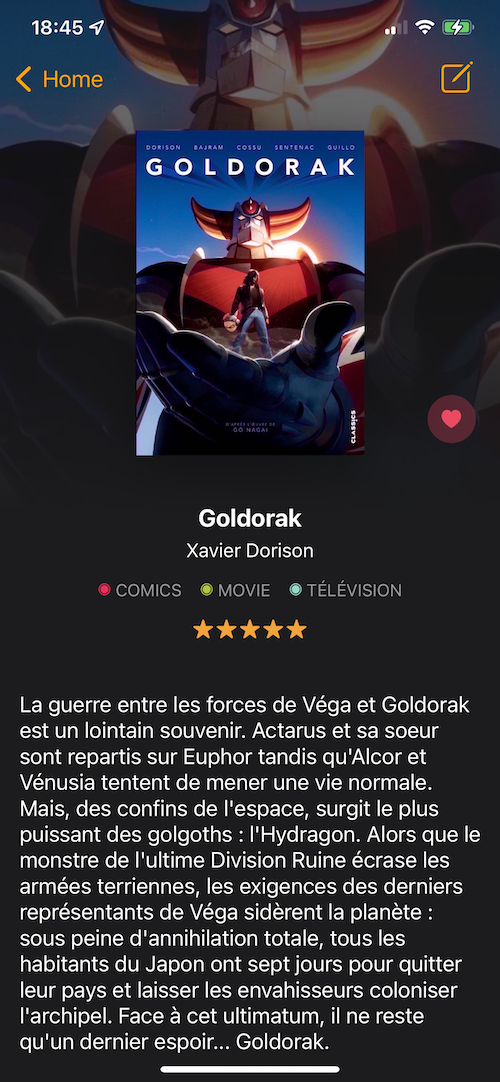 18:45
Home
DORISON BAJRAM COSSU SENTENAC GUILLO
GOLDORAK
D'APRÈS L'ŒUVRE DE
GÔ NAGAI
CLASSICS
Goldorak
Xavier Dorison
COMICS MOVIE TÉLÉVISION
La guerre entre les forces de Véga et Goldorak
est un lointain souvenir. Actarus et sa soeur
sont repartis sur Euphor tandis qu'Alcor et
Vénusia tentent de mener une vie normale.
Mais, des confins de l'espace, surgit le plus
puissant des golgoths : l'Hydragon. Alors que le
monstre de l'ultime Division Ruine écrase les
armées terriennes, les exigences des derniers
représentants de Véga sidèrent la planète :
sous peine d'annihilation totale, tous les
habitants du Japon ont sept jours pour quitter
leur pays et laisser les envahisseurs coloniser
l'archipel. Face à cet ultimatum, il ne reste
qu'un dernier espoir... Goldorak.